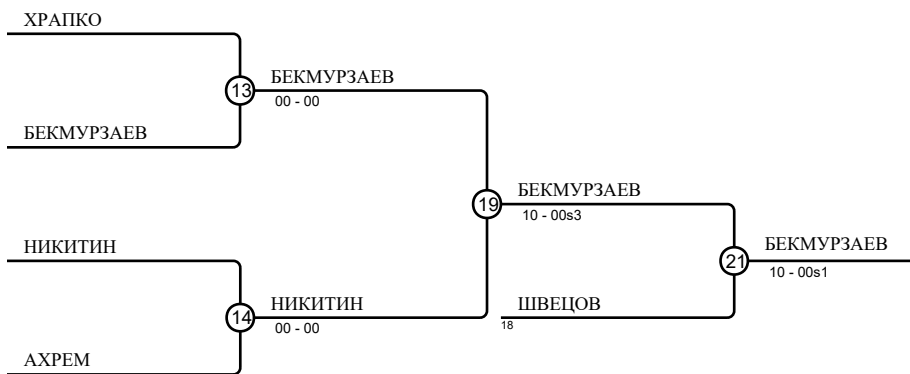 ХРАПКО
13
БЕКМУРЗАЕВ
00 - 00
БЕКМУРЗАЕВ
19
БЕКМУРЗАЕВ
10 - 00s3
НИКИТИН
21
БЕКМУРЗАЕВ
10 - 00s1
14
НИКИТИН
00 - 00
ШВЕЦОВ
18
АХРЕМ